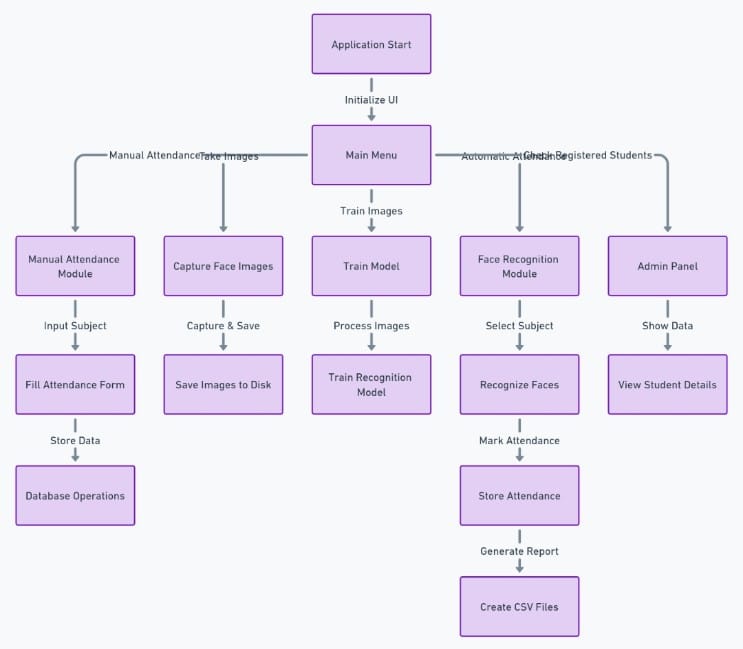 Application Start
Initialize UI
Main Menu
Manual Attendance
Take Images
Automatic Attendance
Check Registered Students
Train Images
Manual Attendance
Module
Capture Face Images
Train Model
Face Recognition
Module
Admin Panel
Input Subject
Capture & Save
Process Images
Select Subject
Show Data
Fill Attendance Form
Save Images to Disk
Train Recognition
Model
Recognize Faces
View Student Details
Store Data
Mark Attendance
Database Operations
Store Attendance
Generate Report
Create CSV Files